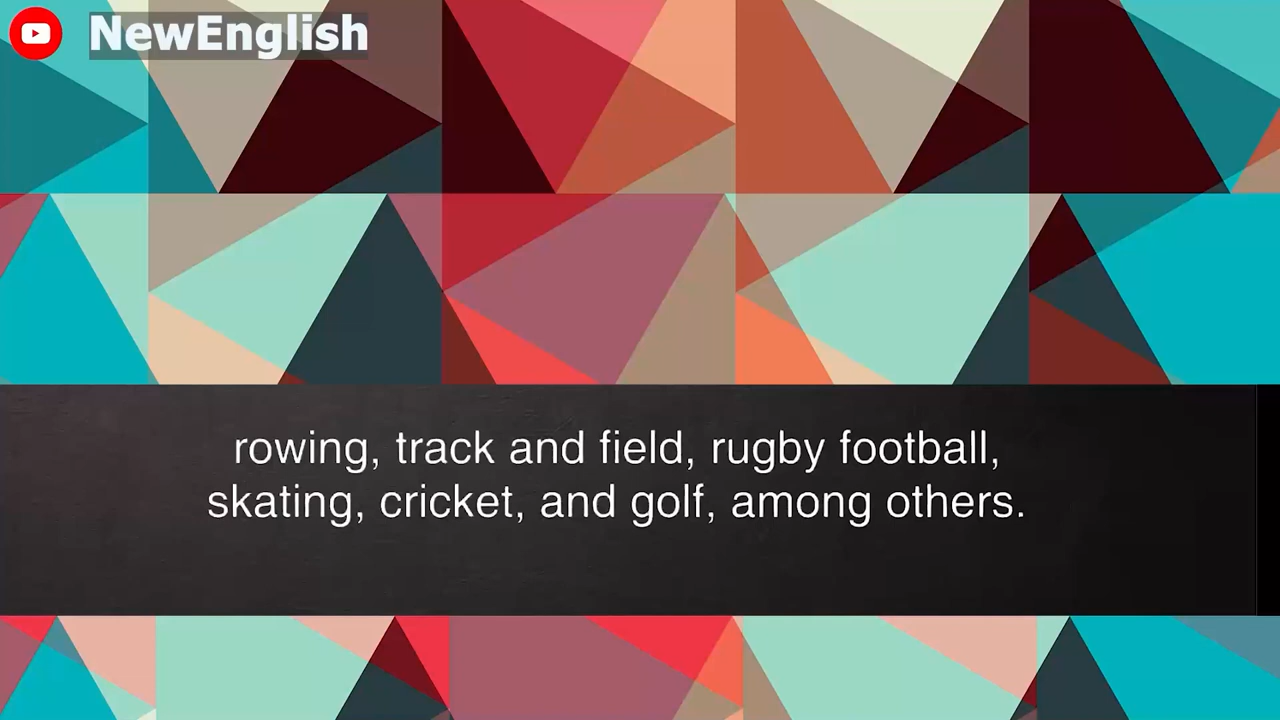 NewEnglish
rowing, track and field, rugby football,
skating, cricket, and golf, among others.